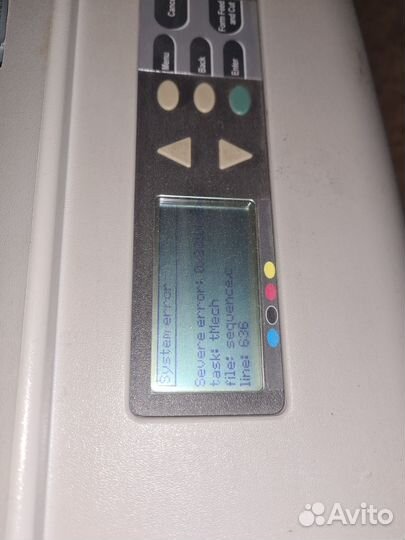 Cancel
Form Feed
and Cut
Menu
Back
Enter
System error
Severe error:
task: tMech
file: sequence.c
line: 636
Avito